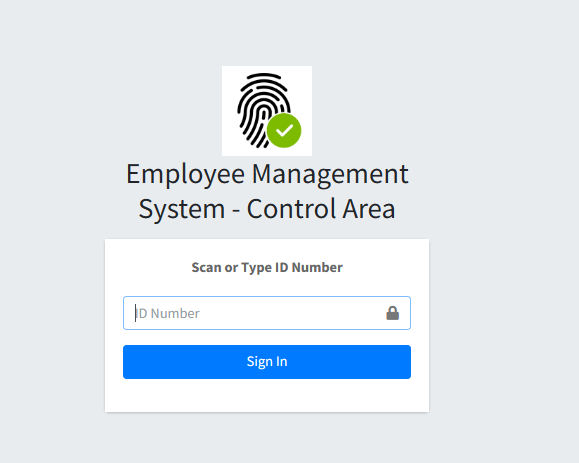 Employee Management
System - Control Area
Scan or Type ID Number
ID Number
Sign In